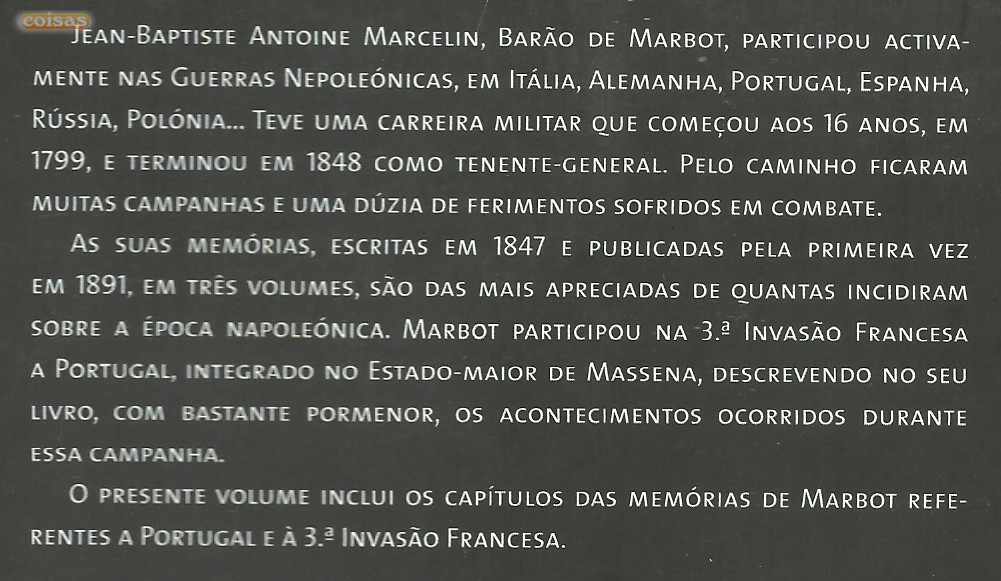 coisas
Jean-Baptiste Antoine Marcelin, Barão de Marbot, participou activa-
mente nas Guerras Nepoleónicas, em Itália, Alemanha, Portugal, Espanha,
Rússia, Polónia... Teve uma carreira militar que começou aos 16 anos, em
1799, e terminou em 1848 como tenente-general. Pelo caminho ficaram
muitas campanhas e uma dúzia de ferimentos sofridos em combate.
As suas memórias, escritas em 1847 e publicadas pela primeira vez
em 1891, em três volumes, são das mais apreciadas de quantas incidiram
sobre a época napoleónica. Marbot participou na 3.ª Invasão Francesa
a Portugal, integrado no Estado-maior de Massena, descrevendo no seu
livro, com bastante pormenor, os acontecimentos ocorridos durante
essa campanha.
O presente volume inclui os capítulos das memórias de Marbot refe-
rentes a Portugal e à 3.ª Invasão Francesa.